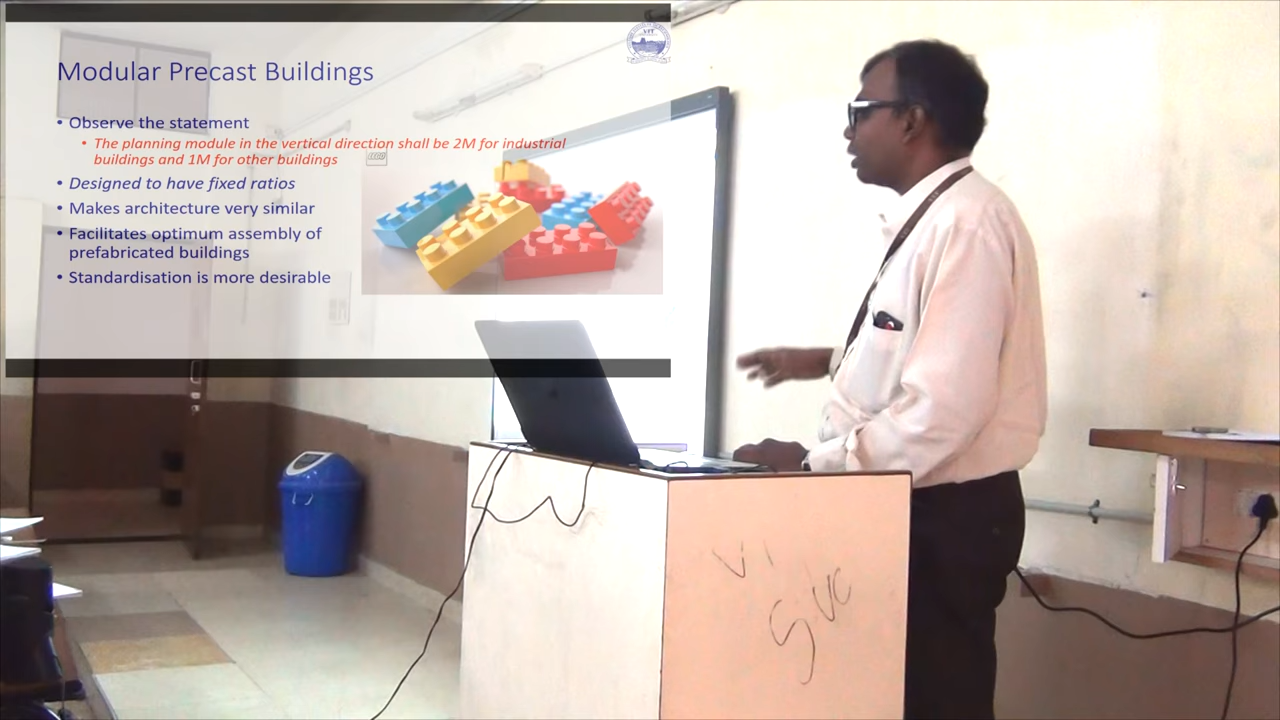 VIT
Modular Precast Buildings
• Observe the statement
• The planning module in the vertical direction shall be 2M for industrial
buildings and 1M for other buildings
• Designed to have fixed ratios
• Makes architecture very similar
• Facilitates optimum assembly of
prefabricated buildings
• Standardisation is more desirable